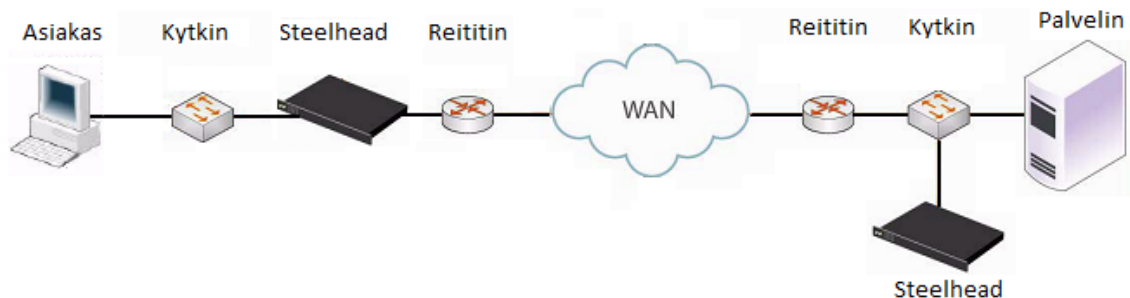 Asiakas
Kytkin
Steelhead
Reititin
WAN
Reititin
Kytkin
Palvelin
Steelhead